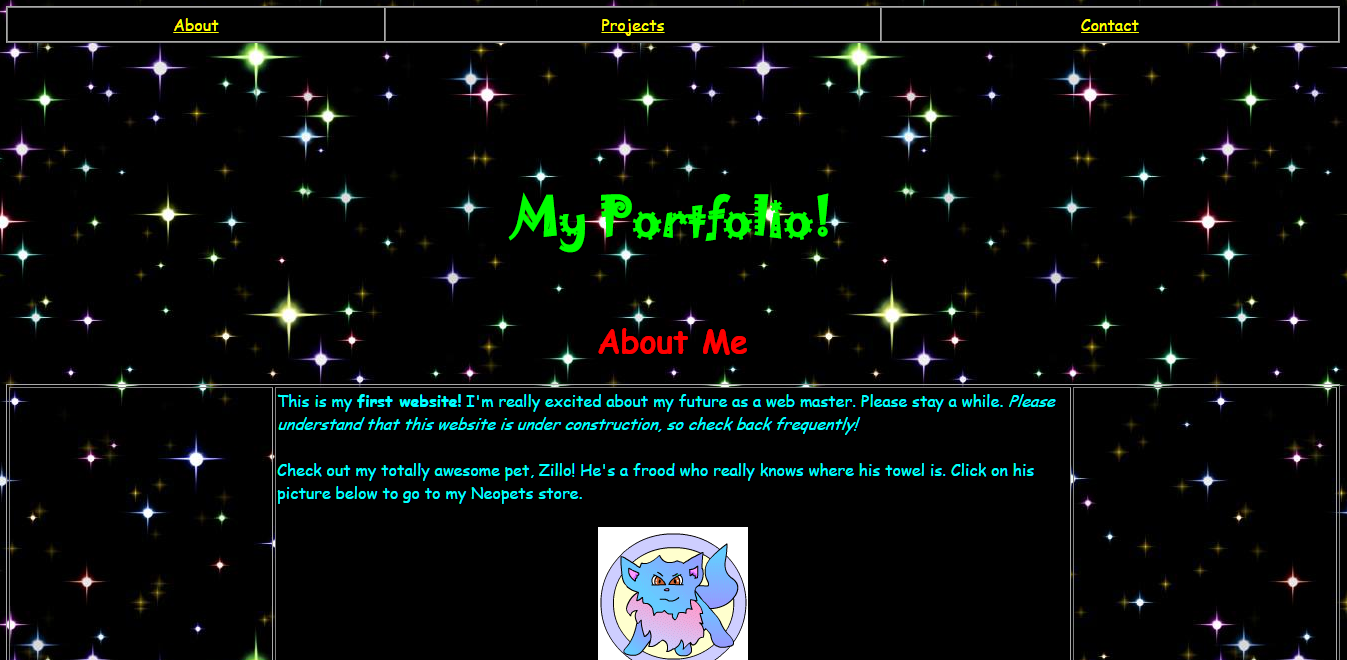 About
Projects
Contact
My Portfolio!
About Me
This is my first website! I'm really excited about my future as a web master. Please stay a while. Please
understand that this website is under construction, so check back frequently!
Check out my totally awesome pet, Zillo! He's a frood who really knows where his towel is. Click on his
picture below to go to my Neopets store.